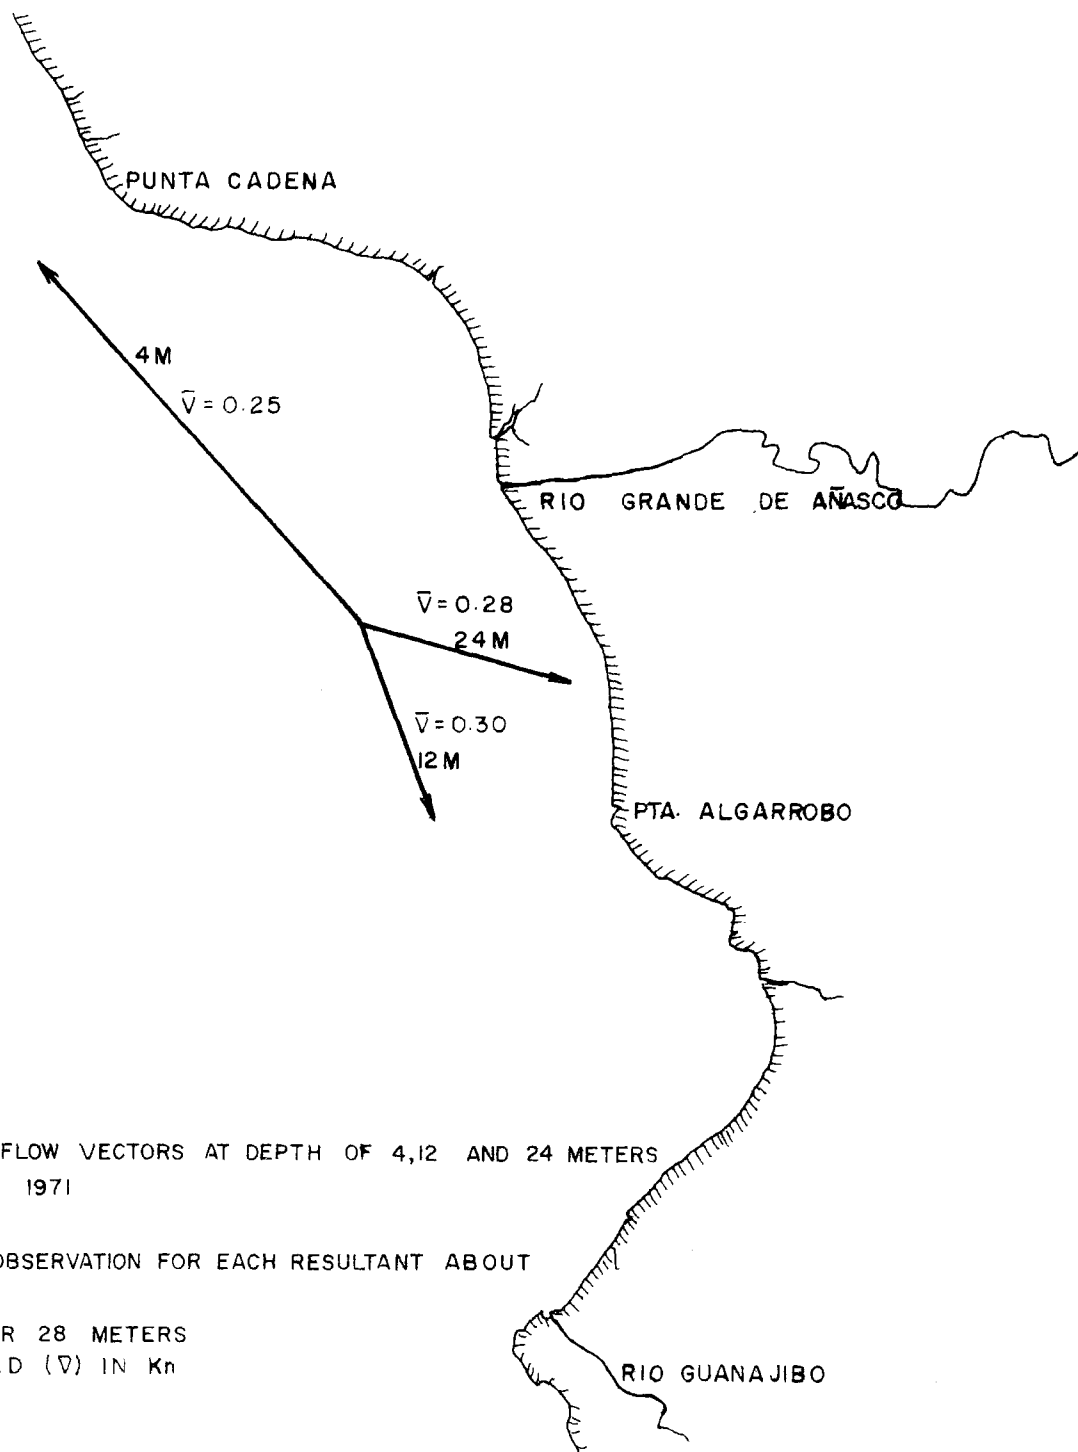 PUNTA CADENA
4M
V̄ = 0.25
RIO GRANDE DE AÑASCO
V̄ = 0.28
24M
V̄ = 0.30
12M
PTA. ALGARROBO
FLOW VECTORS AT DEPTH OF 4,12 AND 24 METERS
1971
OBSERVATION FOR EACH RESULTANT ABOUT
R 28 METERS
D (V̄) IN Kn
RIO GUANAJIBO